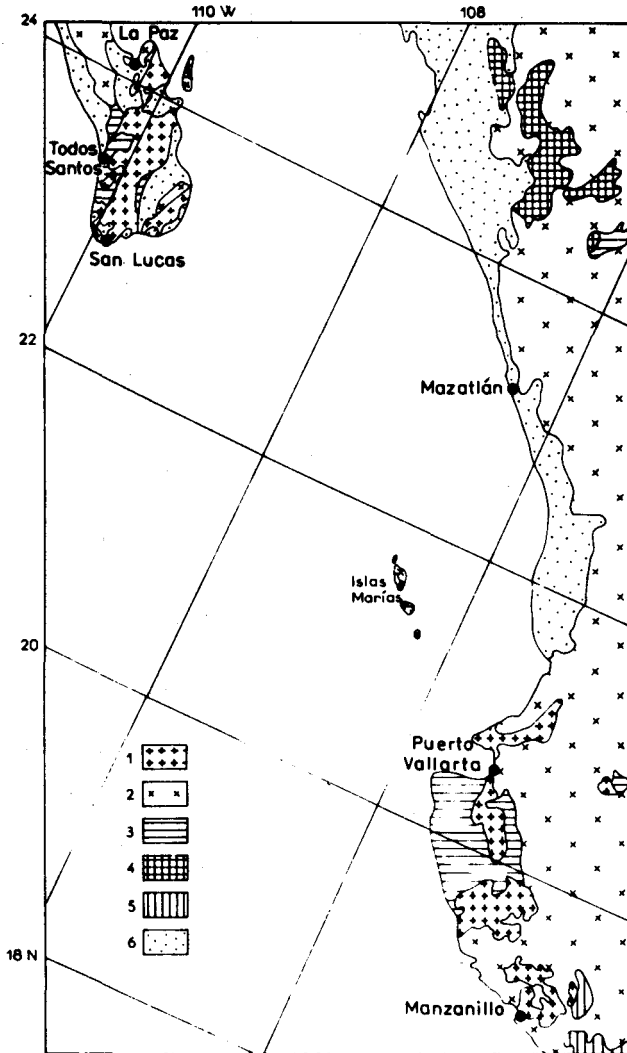 24
110 W
108
La Paz
Todos
Santos
San Lucas
22
Mazatlán
Islas
Marías
20
Puerto
Vallarta
1
2
3
4
5
6
18 N
Manzanillo